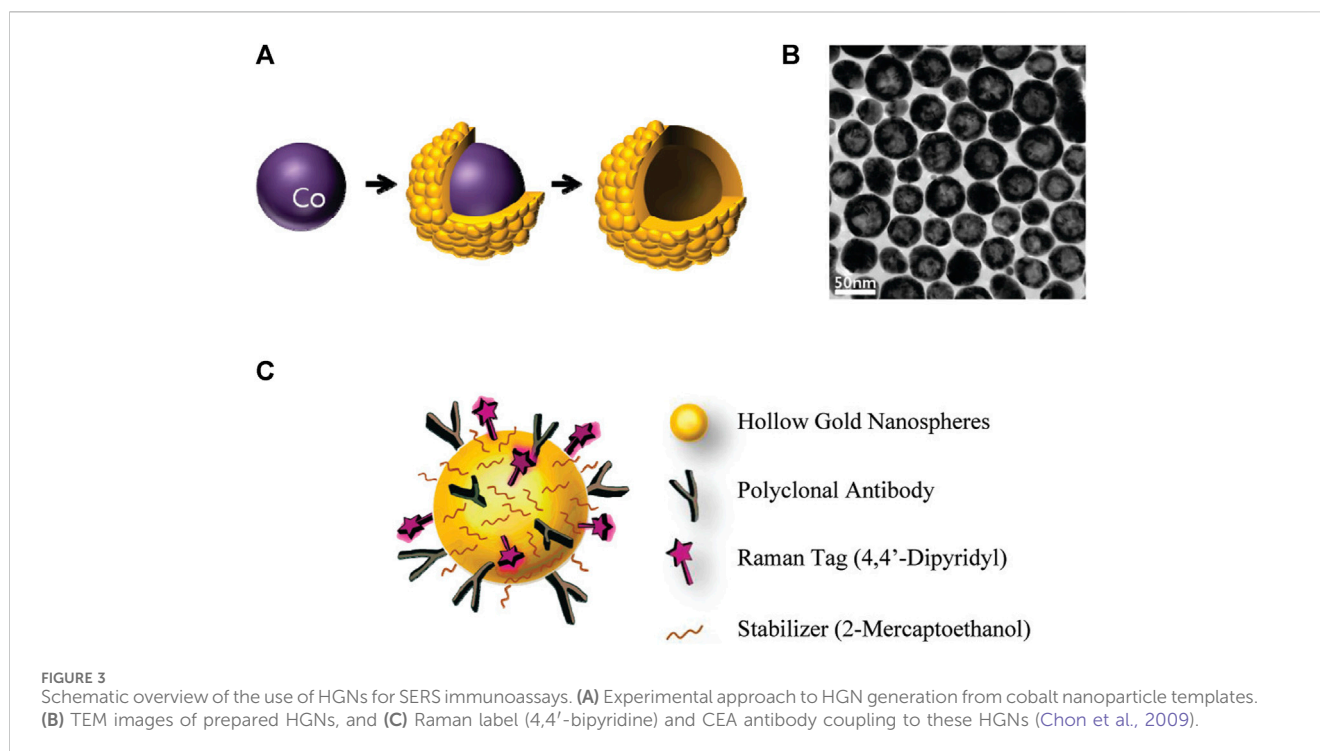 A
B
Co
50nm
C
Hollow Gold Nanospheres
Polyclonal Antibody
Raman Tag (4,4'-Dipyridyl)
Stabilizer (2-Mercaptoethanol)
FIGURE 3
Schematic overview of the use of HGNs for SERS immunoassays. (A) Experimental approach to HGN generation from cobalt nanoparticle templates.
(B) TEM images of prepared HGNs, and (C) Raman label (4,4′-bipyridine) and CEA antibody coupling to these HGNs (Chon et al., 2009).